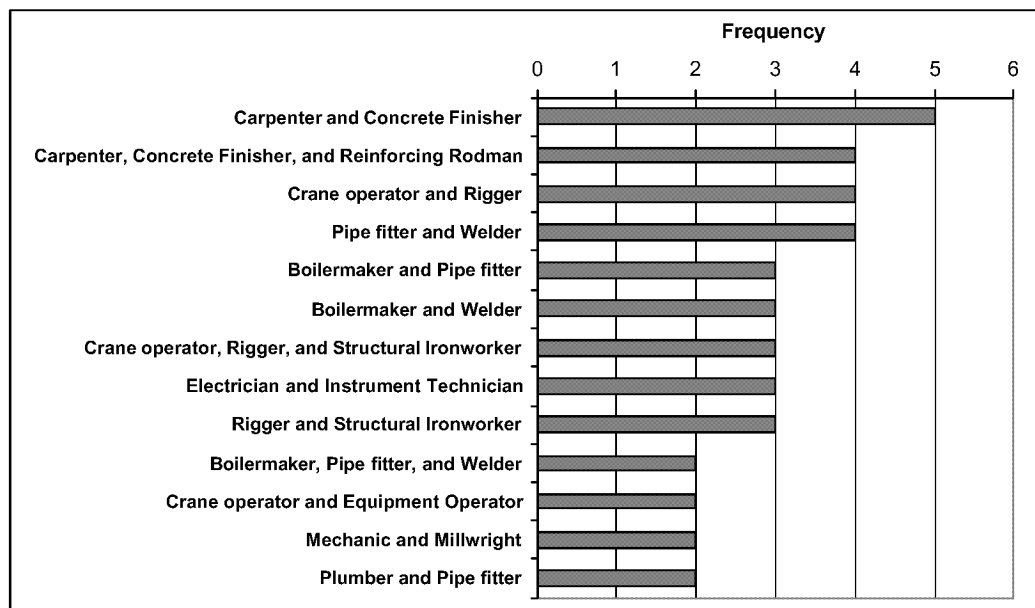 Frequency
0 1 2 3 4 5 6
Carpenter and Concrete Finisher
Carpenter, Concrete Finisher, and Reinforcing Rodman
Crane operator and Rigger
Pipe fitter and Welder
Boilermaker and Pipe fitter
Boilermaker and Welder
Crane operator, Rigger, and Structural Ironworker
Electrician and Instrument Technician
Rigger and Structural Ironworker
Boilermaker, Pipe fitter, and Welder
Crane operator and Equipment Operator
Mechanic and Millwright
Plumber and Pipe fitter